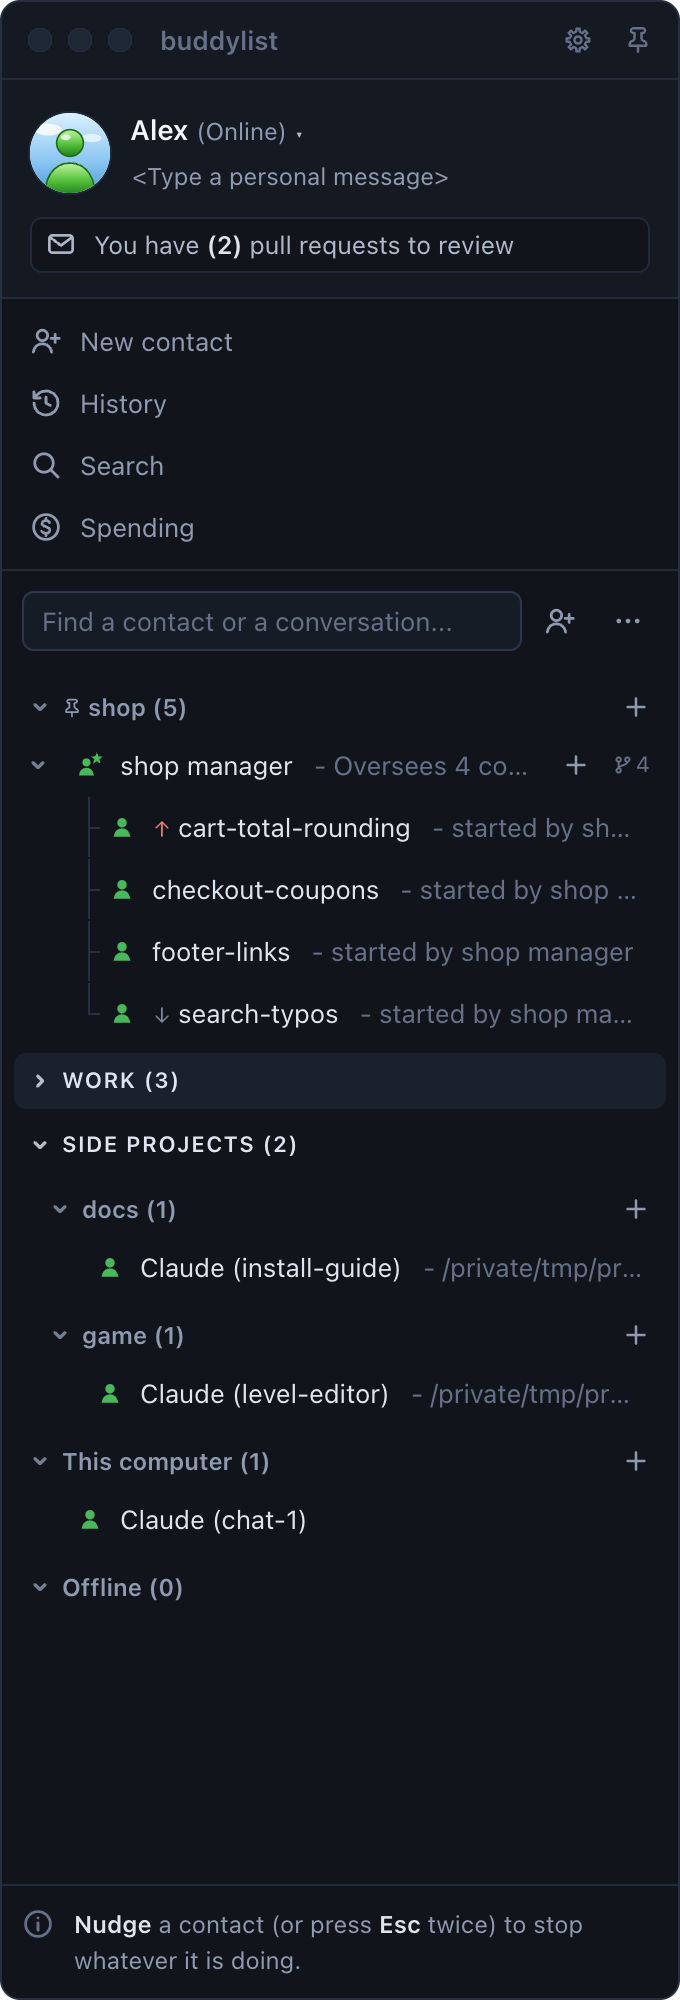 buddylist
Alex (Online)
<Type a personal message>
You have (2) pull requests to review
New contact
History
Search
Spending
Find a contact or a conversation...
shop (5)
shop manager - Oversees 4 co... 4
cart-total-rounding - started by sh...
checkout-coupons - started by shop ...
footer-links - started by shop manager
search-typos - started by shop ma...
WORK (3)
SIDE PROJECTS (2)
docs (1)
Claude (install-guide) - /private/tmp/pr...
game (1)
Claude (level-editor) - /private/tmp/pr...
This computer (1)
Claude (chat-1)
Offline (0)
Nudge a contact (or press Esc twice) to stop
whatever it is doing.